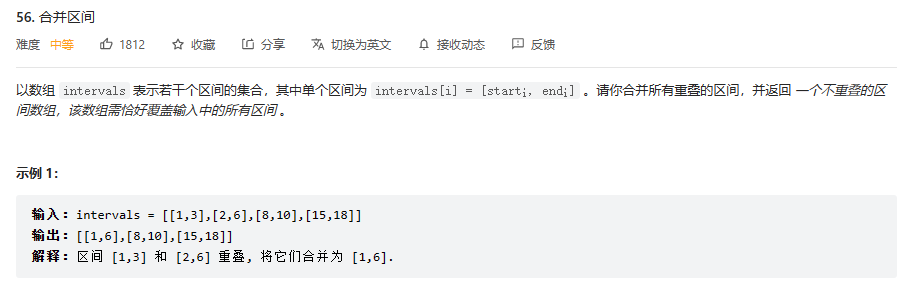 56. 合并区间
难度 中等 1812 收藏 分享 切换为英文 接收动态 反馈
以数组 intervals 表示若干个区间的集合，其中单个区间为 intervals[i] = [starti, endi] 。请你合并所有重叠的区间，并返回 一个不重叠的区
间数组，该数组需恰好覆盖输入中的所有区间 。
示例 1：
输入：intervals = [[1,3],[2,6],[8,10],[15,18]]
输出：[[1,6],[8,10],[15,18]]
解释：区间 [1,3] 和 [2,6] 重叠, 将它们合并为 [1,6].